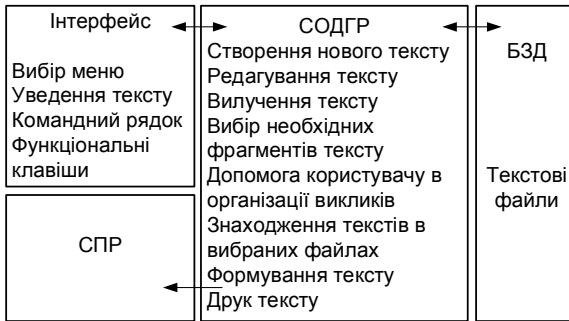 Інтерфейс
Вибір меню
Уведення тексту
Командний рядок
Функціональні
клавіши
СПР
СОДГР
Створення нового тексту
Редагування тексту
Вилучення тексту
Вибір необхідних
фрагментів тексту
Допомога користувачу в
організації викликів
Знаходження текстів в
вибраних файлах
Формування тексту
Друк тексту
БЗД
Текстові
файли